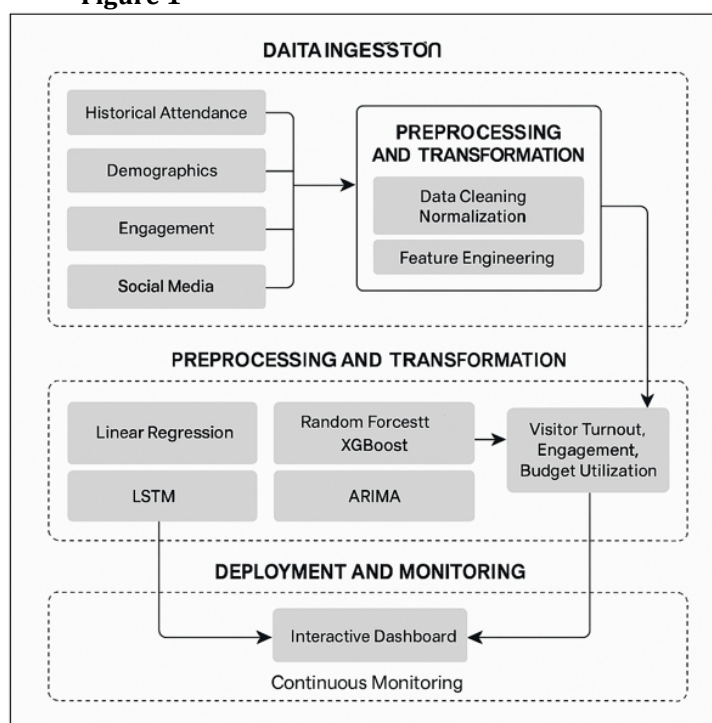 Figure 1
DAITA INGESSTON
Historical Attendance
Demographics
Engagement
Social Media
PREPROCESSING
AND TRANSFORMATION
Data Cleaning
Normalization
Feature Engineering
PREPROCESSING AND TRANSFORMATION
Linear Regression
Random Forcestt
XGBoost
LSTM
ARIMA
Visitor Turnout,
Engagement,
Budget Utilization
DEPLOYMENT AND MONITORING
Interactive Dashboard
Continuous Monitoring